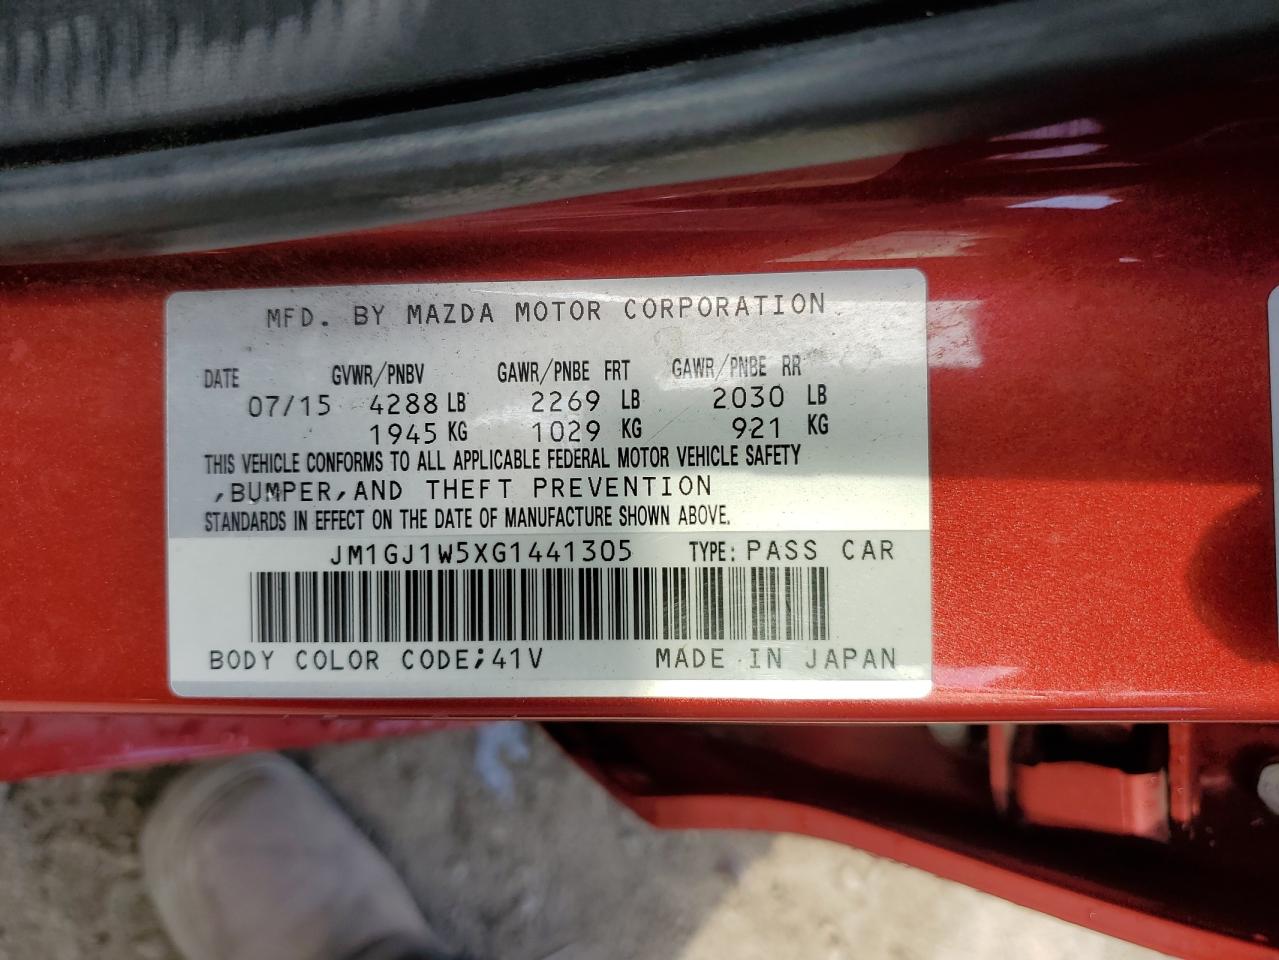 MFD. BY MAZDA MOTOR CORPORATION
DATE GVWR/PNBV GAWR/PNBE FRT GAWR/PNBE RR
07/15 4288 LB 2269 LB 2030 LB
1945 KG 1029 KG 921 KG
THIS VEHICLE CONFORMS TO ALL APPLICABLE FEDERAL MOTOR VEHICLE SAFETY
,BUMPER,AND THEFT PREVENTION
STANDARDS IN EFFECT ON THE DATE OF MANUFACTURE SHOWN ABOVE.
JM1GJ1W5XG1441305 TYPE: PASS CAR
BODY COLOR CODE;41V MADE IN JAPAN